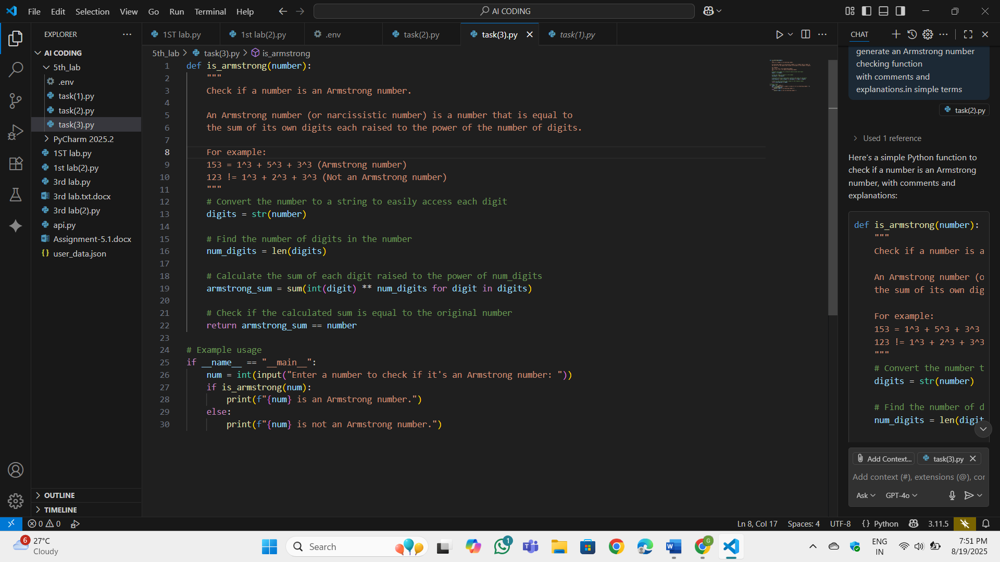 File Edit Selection View Go Run Terminal Help
AI CODING
EXPLORER
AI CODING
5th_lab
.env
task(1).py
task(2).py
task(3).py
PyCharm 2025.2
1ST lab.py
1st lab(2).py
3rd lab.py
3rd lab.txt.docx
3rd lab(2).py
api.py
Assignment-5.1.docx
user_data.json
OUTLINE
TIMELINE
1ST lab.py 1st lab(2).py .env task(2).py task(3).py task(1).py
5th_lab > task(3).py > is_armstrong
1 def is_armstrong(number):
2 """
3 Check if a number is an Armstrong number.
4
5 An Armstrong number (or narcissistic number) is a number that is equal to
6 the sum of its own digits each raised to the power of the number of digits.
7
8 For example:
9 153 = 1^3 + 5^3 + 3^3 (Armstrong number)
10 123 != 1^3 + 2^3 + 3^3 (Not an Armstrong number)
11 """
12 # Convert the number to a string to easily access each digit
13 digits = str(number)
14
15 # Find the number of digits in the number
16 num_digits = len(digits)
17
18 # Calculate the sum of each digit raised to the power of num_digits
19 armstrong_sum = sum(int(digit) ** num_digits for digit in digits)
20
21 # Check if the calculated sum is equal to the original number
22 return armstrong_sum == number
23
24 # Example usage
25 if __name__ == "__main__":
26 num = int(input("Enter a number to check if it's an Armstrong number: "))
27 if is_armstrong(num):
28 print(f"{num} is an Armstrong number.")
29 else:
30 print(f"{num} is not an Armstrong number.")
CHAT
generate an Armstrong number
checking function
with comments and
explanations.in simple terms
task(2).py
Used 1 reference
Here's a simple Python function to
check if a number is an Armstrong
number, with comments and
explanations:
def is_armstrong(number):
"""
Check if a number is a
An Armstrong number (o
the sum of its own dig
For example:
153 = 1^3 + 5^3 + 3^3
123 != 1^3 + 2^3 + 3^3
"""
# Convert the number t
digits = str(number)
# Find the number of d
num_digits = len(digit
Add Context... task(3).py
Add context (#), extensions (@), cor
Ask GPT-4o
0 0
Ln 8, Col 17 Spaces: 4 UTF-8 {} Python 3.11.5
6
27°C
Cloudy
Search
1
G
ENG
IN
7:51 PM
8/19/2025